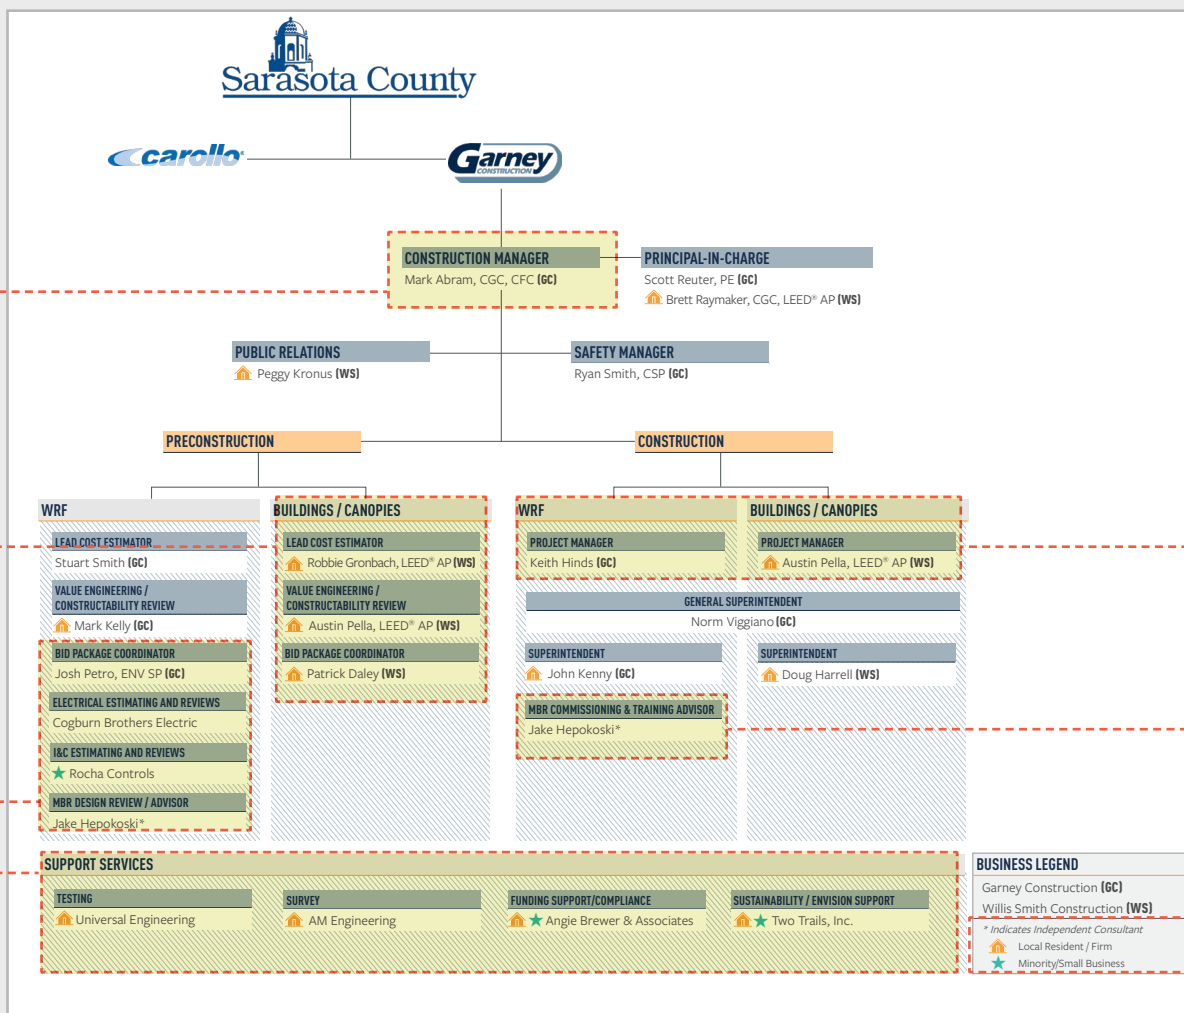 Sarasota County
carollo
Garney
CONSTRUCTION
CONSTRUCTION MANAGER
Mark Abram, CGC, CFC (GC)
PRINCIPAL-IN-CHARGE
Scott Reuter, PE (GC)
Brett Raymaker, CGC, LEED® AP (WS)
PUBLIC RELATIONS
Peggy Kronus (WS)
SAFETY MANAGER
Ryan Smith, CSP (GC)
PRECONSTRUCTION
CONSTRUCTION
WRF
LEAD COST ESTIMATOR
Stuart Smith (GC)
VALUE ENGINEERING /
CONSTRUCTABILITY REVIEW
Mark Kelly (GC)
BID PACKAGE COORDINATOR
Josh Petro, ENV SP (GC)
ELECTRICAL ESTIMATING AND REVIEWS
Cogburn Brothers Electric
I&C ESTIMATING AND REVIEWS
Rocha Controls
MBR DESIGN REVIEW / ADVISOR
Jake Hepokoski*
BUILDINGS / CANOPIES
LEAD COST ESTIMATOR
Robbie Gronbach, LEED® AP (WS)
VALUE ENGINEERING /
CONSTRUCTABILITY REVIEW
Austin Pella, LEED® AP (WS)
BID PACKAGE COORDINATOR
Patrick Daley (WS)
WRF
PROJECT MANAGER
Keith Hinds (GC)
BUILDINGS / CANOPIES
PROJECT MANAGER
Austin Pella, LEED® AP (WS)
GENERAL SUPERINTENDENT
Norm Viggiano (GC)
SUPERINTENDENT
John Kenny (GC)
SUPERINTENDENT
Doug Harrell (WS)
MBR COMMISSIONING & TRAINING ADVISOR
Jake Hepokoski*
SUPPORT SERVICES
TESTING
Universal Engineering
SURVEY
AM Engineering
FUNDING SUPPORT/COMPLIANCE
Angie Brewer & Associates
SUSTAINABILITY / ENVISION SUPPORT
Two Trails, Inc.
BUSINESS LEGEND
Garney Construction (GC)
Willis Smith Construction (WS)
* Indicates Independent Consultant
Local Resident / Firm
Minority/Small Business